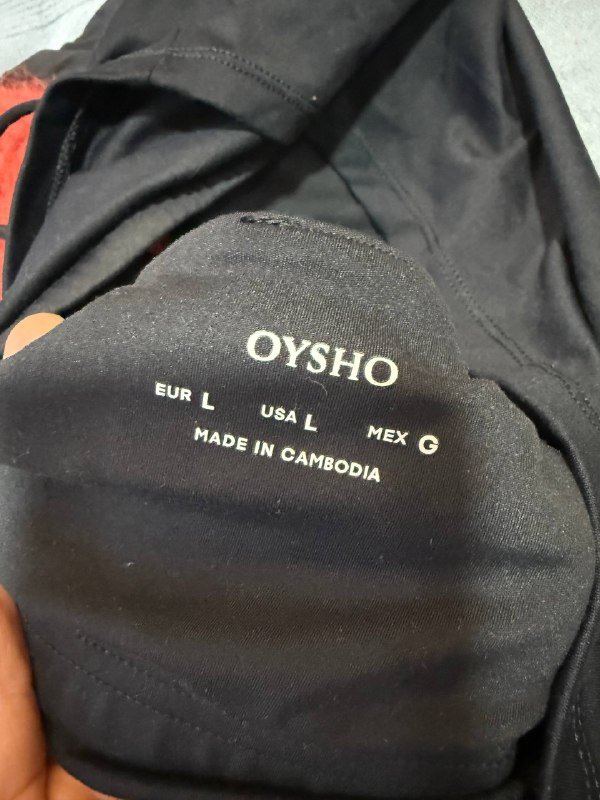 OYSHO
EUR L USA L MEX G
MADE IN CAMBODIA